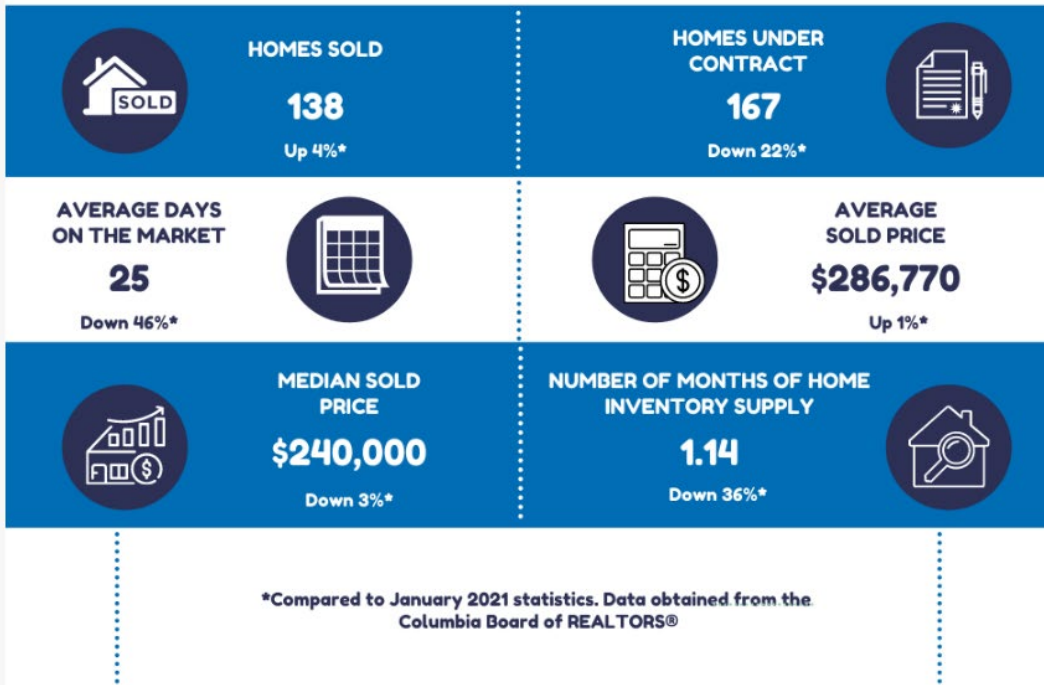 SOLD
HOMES SOLD
138
Up 4%*
HOMES UNDER
CONTRACT
167
Down 22%*
AVERAGE DAYS
ON THE MARKET
25
Down 46%*
$
AVERAGE
SOLD PRICE
$286,770
Up 1%*
$
MEDIAN SOLD
PRICE
$240,000
Down 3%*
NUMBER OF MONTHS OF HOME
INVENTORY SUPPLY
1.14
Down 36%*
*Compared to January 2021 statistics. Data obtained from the
Columbia Board of REALTORS®